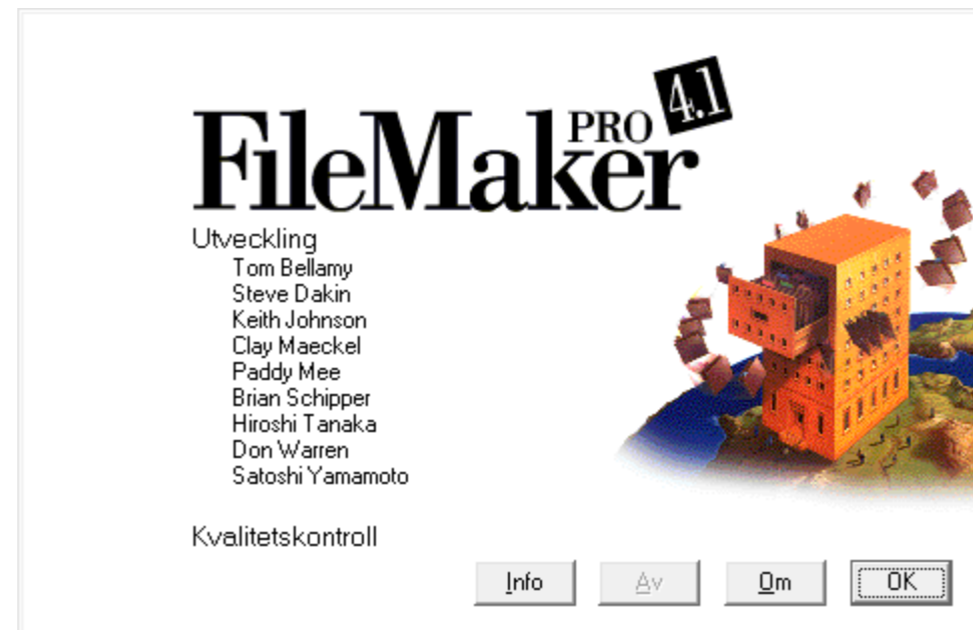 FileMaker PRO 4.1
Utveckling
Tom Bellamy
Steve Dakin
Keith Johnson
Clay Maeckel
Paddy Mee
Brian Schipper
Hiroshi Tanaka
Don Warren
Satoshi Yamamoto
Kvalitetskontroll
Info Av Om OK